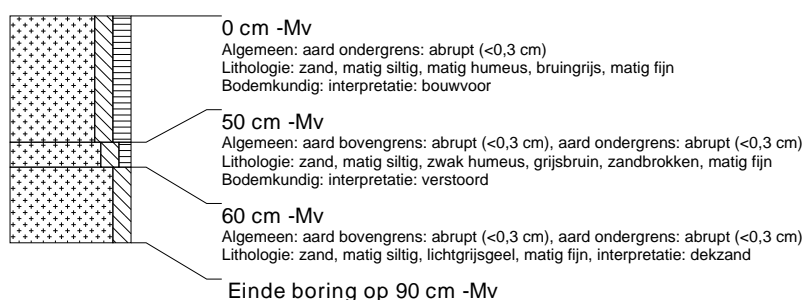 0 cm -Mv
Algemeen: aard ondergrens: abrupt (<0,3 cm)
Lithologie: zand, matig siltig, matig humeus, bruingrijs, matig fijn
Bodemkundig: interpretatie: bouwvoor
50 cm -Mv
Algemeen: aard bovengrens: abrupt (<0,3 cm), aard ondergrens: abrupt (<0,3 cm)
Lithologie: zand, matig siltig, zwak humeus, grijsbruin, zandbrokken, matig fijn
Bodemkundig: interpretatie: verstoord
60 cm -Mv
Algemeen: aard bovengrens: abrupt (<0,3 cm), aard ondergrens: abrupt (<0,3 cm)
Lithologie: zand, matig siltig, lichtgrijsgeel, matig fijn, interpretatie: dekzand
Einde boring op 90 cm -Mv